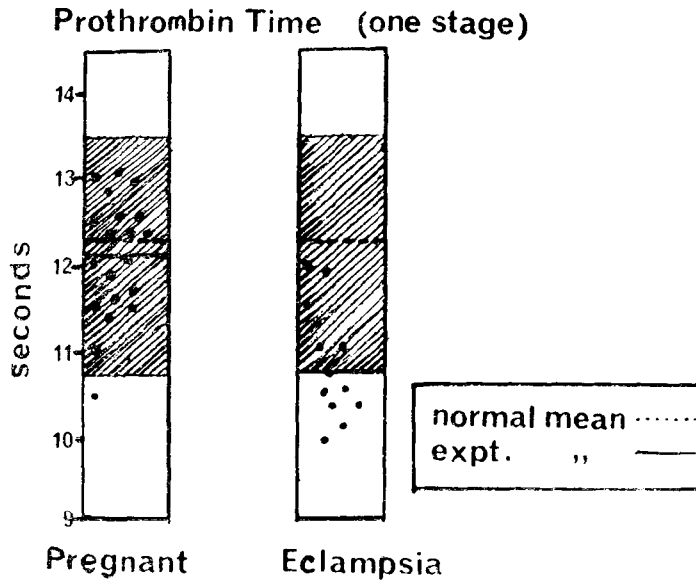 Prothrombin Time (one stage)
14
13
12
11
10
9
seconds
Pregnant
Eclampsia
normal mean ......
expt. ,, ——